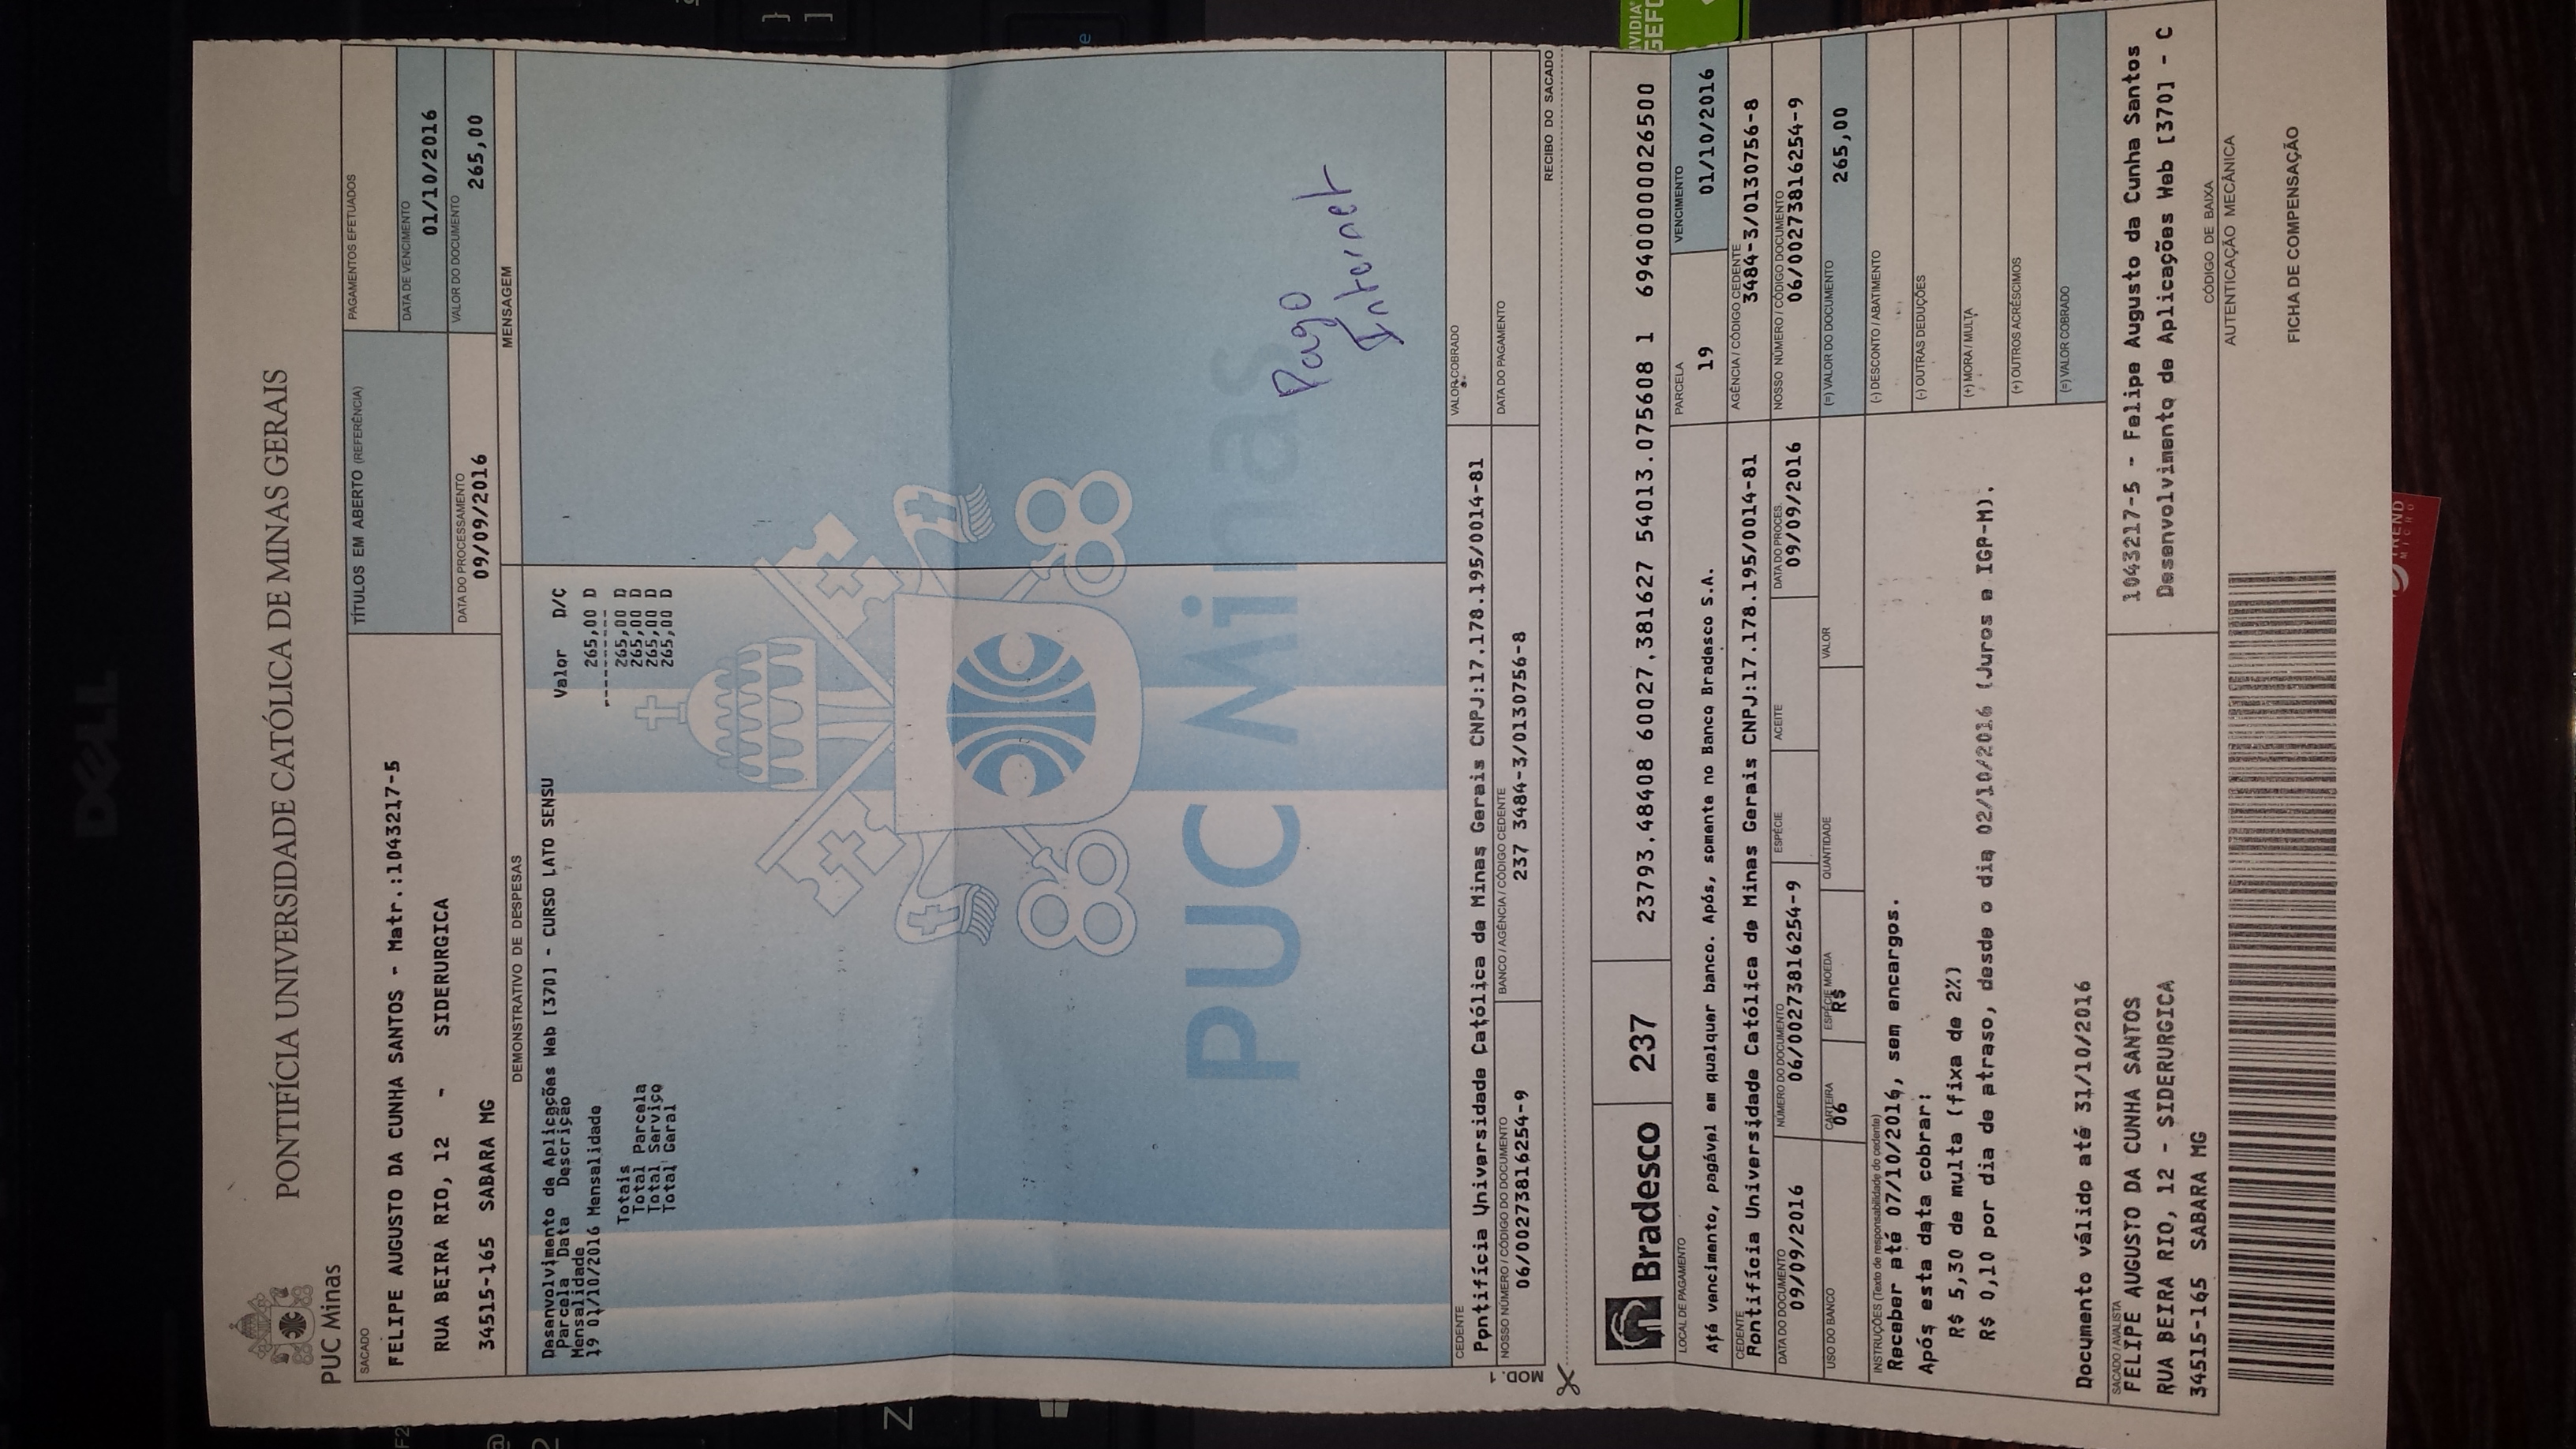 DELL
PUC Minas
PONTIFÍCIA UNIVERSIDADE CATÓLICA DE MINAS GERAIS
SACADO
FELIPE AUGUSTO DA CUNHA SANTOS - Matr.:1043217-5
RUA BEIRA RIO, 12 - SIDERURGICA
34515-165 SABARA MG
TÍTULOS EM ABERTO (REFERÊNCIA)
PAGAMENTOS EFETUADOS
DATA DE VENCIMENTO
01/10/2016
DATA DO PROCESSAMENTO
09/09/2016
VALOR DO DOCUMENTO
265,00
DEMONSTRATIVO DE DESPESAS
MENSAGEM
Desenvolvimento de Aplicações Web [370] - CURSO LATO SENSU
Parcela Data Descrição Valor D/C
Mensalidade
19 01/10/2016 Mensalidade 265,00 D
----------
Totais 265,00 D
Total Parcela 265,00 D
Total Serviço 265,00 D
Total Geral 265,00 D
PUC Minas
Pago
Internet
CEDENTE
Pontifícia Universidade Católica de Minas Gerais CNPJ:17.178.195/0014-81
VALOR COBRADO
NOSSO NÚMERO / CÓDIGO DO DOCUMENTO
06/00273816254-9
BANCO / AGÊNCIA / CÓDIGO CEDENTE
237 3484-3/0130756-8
DATA DO PAGAMENTO
MOD. 1
RECIBO DO SACADO
Bradesco 237 23793.48408 60027.381627 54013.075608 1 69400000026500
LOCAL DE PAGAMENTO
Até vencimento, pagável em qualquer banco. Após, somente no Banco Bradesco S.A.
PARCELA
19
VENCIMENTO
01/10/2016
CEDENTE
Pontifícia Universidade Católica de Minas Gerais CNPJ:17.178.195/0014-81
AGÊNCIA / CÓDIGO CEDENTE
3484-3/0130756-8
DATA DO DOCUMENTO
09/09/2016
NÚMERO DO DOCUMENTO
06/00273816254-9
ESPÉCIE
ACEITE
DATA DO PROCES.
09/09/2016
NOSSO NÚMERO / CÓDIGO DOCUMENTO
06/00273816254-9
USO DO BANCO
CARTEIRA
06
ESPÉCIE MOEDA
R$
QUANTIDADE
VALOR
(=) VALOR DO DOCUMENTO
265,00
INSTRUÇÕES (Texto de responsabilidade do cedente)
Receber até 07/10/2016, sem encargos.
Após esta data cobrar:
R$ 5,30 de multa (fixa de 2%)
R$ 0,10 por dia de atraso, desde o dia 02/10/2016 (Juros e IGP-M).
Documento válido até 31/10/2016
(-) DESCONTO / ABATIMENTO
(-) OUTRAS DEDUÇÕES
(+) MORA / MULTA
(+) OUTROS ACRÉSCIMOS
(=) VALOR COBRADO
SACADO / AVALISTA
FELIPE AUGUSTO DA CUNHA SANTOS
RUA BEIRA RIO, 12 - SIDERURGICA
34515-165 SABARA MG
1043217-5 - Felipe Augusto da Cunha Santos
Desenvolvimento de Aplicações Web [370] - C
CÓDIGO DE BAIXA
AUTENTICAÇÃO MECÂNICA
FICHA DE COMPENSAÇÃO
TREND
MICRO